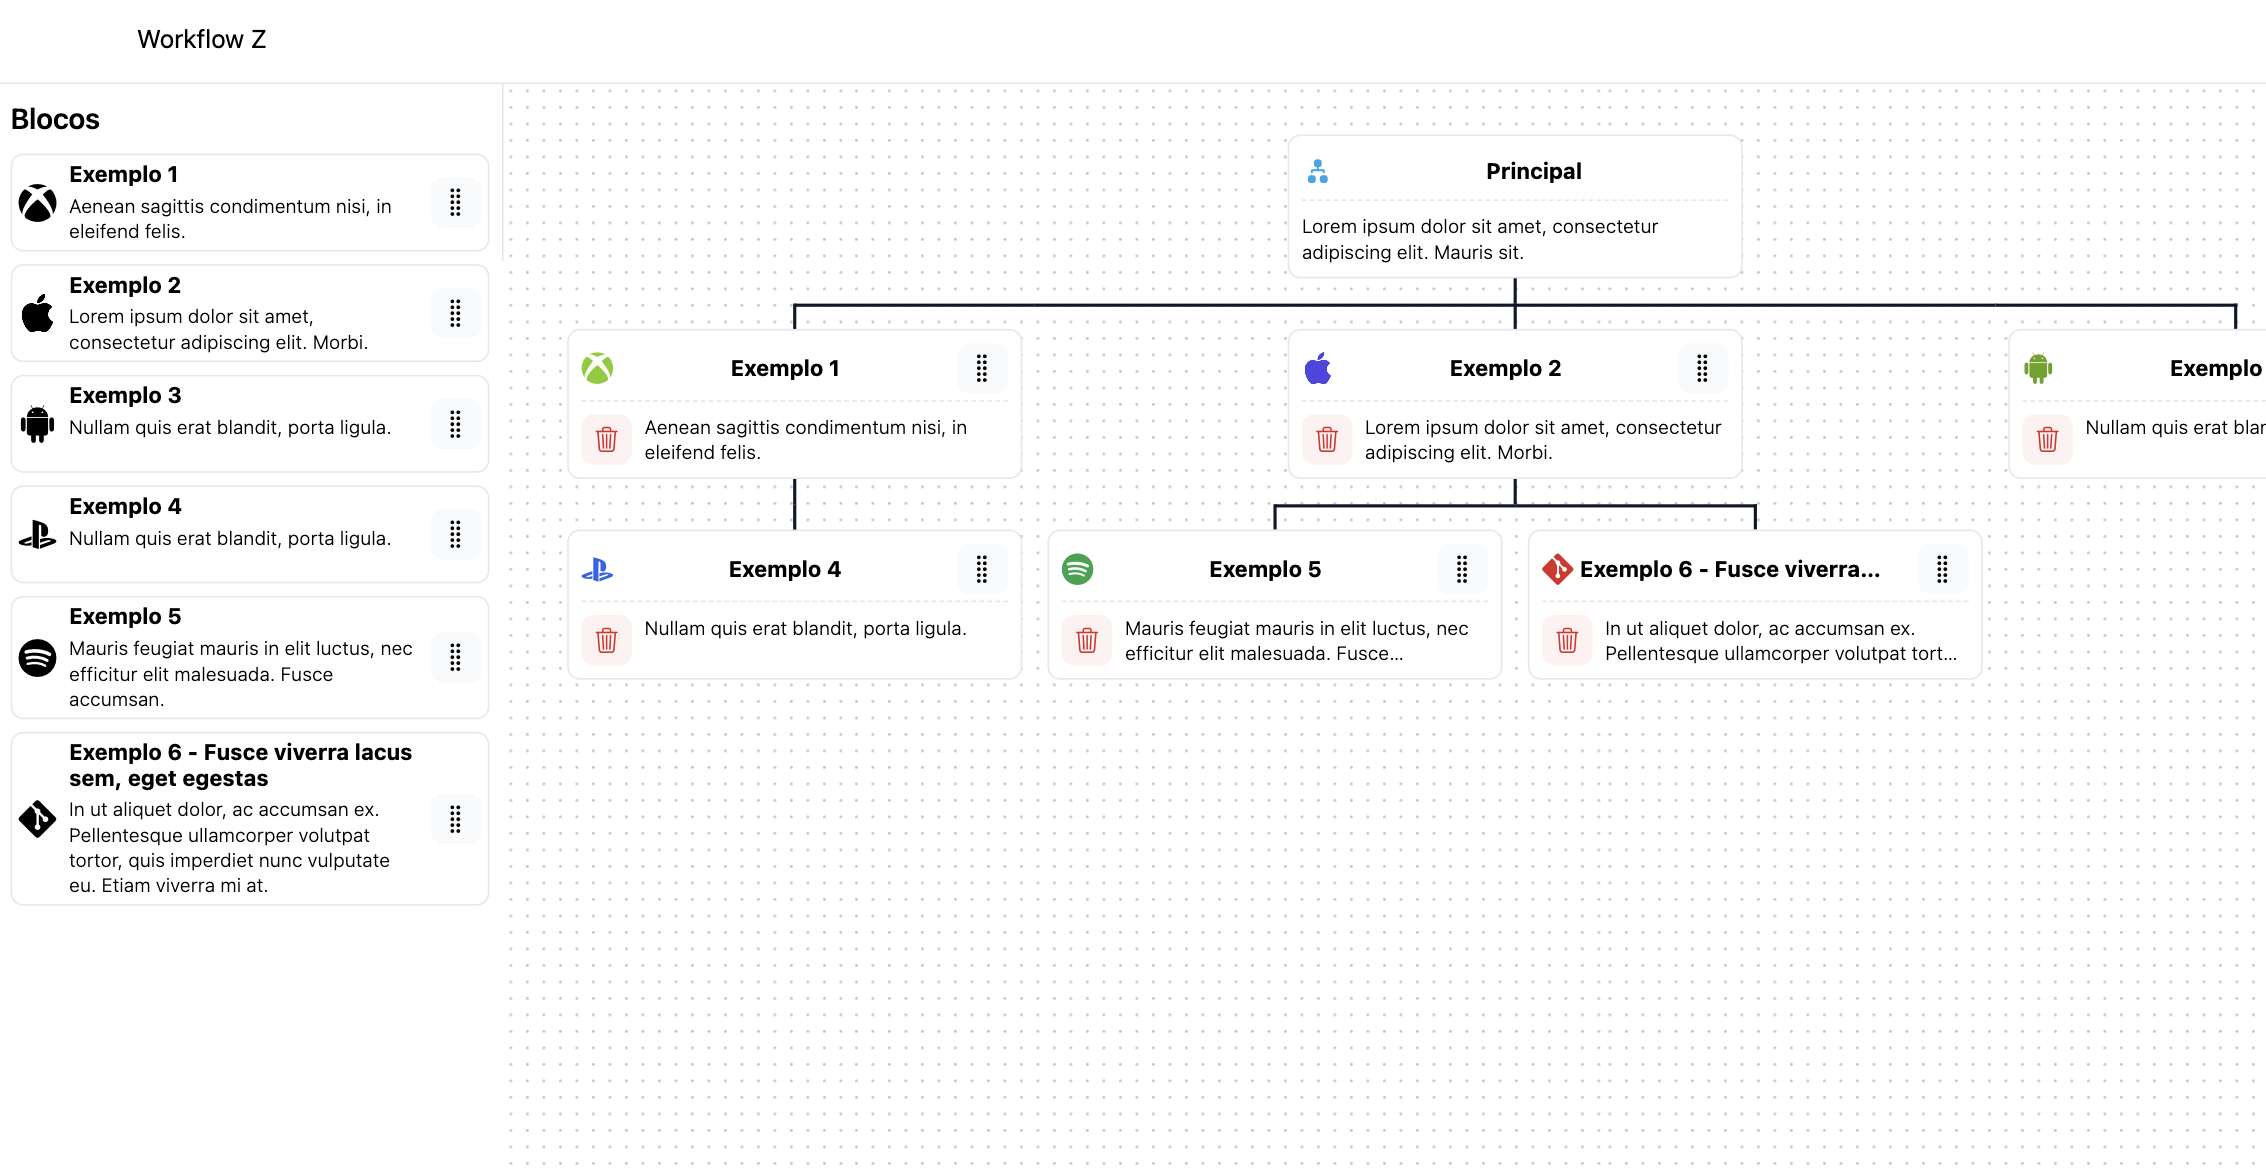 Workflow Z
Blocos
Exemplo 1
Aenean sagittis condimentum nisi, in
eleifend felis.
Exemplo 2
Lorem ipsum dolor sit amet,
consectetur adipiscing elit. Morbi.
Exemplo 3
Nullam quis erat blandit, porta ligula.
Exemplo 4
Nullam quis erat blandit, porta ligula.
Exemplo 5
Mauris feugiat mauris in elit luctus, nec
efficitur elit malesuada. Fusce
accumsan.
Exemplo 6 - Fusce viverra lacus
sem, eget egestas
In ut aliquet dolor, ac accumsan ex.
Pellentesque ullamcorper volutpat
tortor, quis imperdiet nunc vulputate
eu. Etiam viverra mi at.
Principal
Lorem ipsum dolor sit amet, consectetur
adipiscing elit. Mauris sit.
Exemplo 1
Aenean sagittis condimentum nisi, in
eleifend felis.
Exemplo 2
Lorem ipsum dolor sit amet, consectetur
adipiscing elit. Morbi.
Exemplo
Nullam quis erat
Exemplo 4
Nullam quis erat blandit, porta ligula.
Exemplo 5
Mauris feugiat mauris in elit luctus, nec
efficitur elit malesuada. Fusce...
Exemplo 6 - Fusce viverra...
In ut aliquet dolor, ac accumsan ex.
Pellentesque ullamcorper volutpat tort...